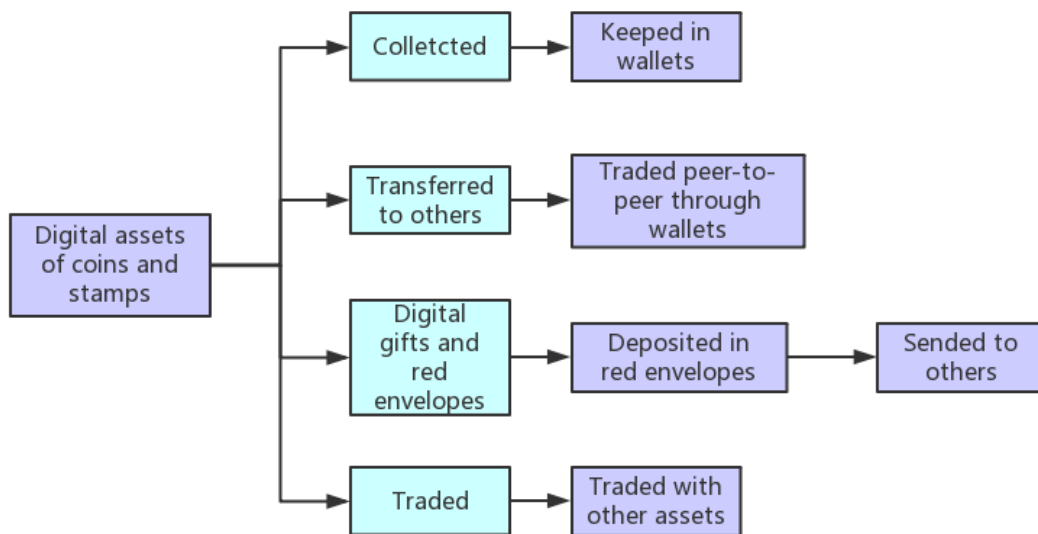 Colletcted
Keeped in
wallets
Transferred
to others
Traded peer-to-
peer through
wallets
Digital assets
of coins and
stamps
Digital
gifts and
red
envelopes
Deposited in
red envelopes
Sended to
others
Traded
Traded with
other assets